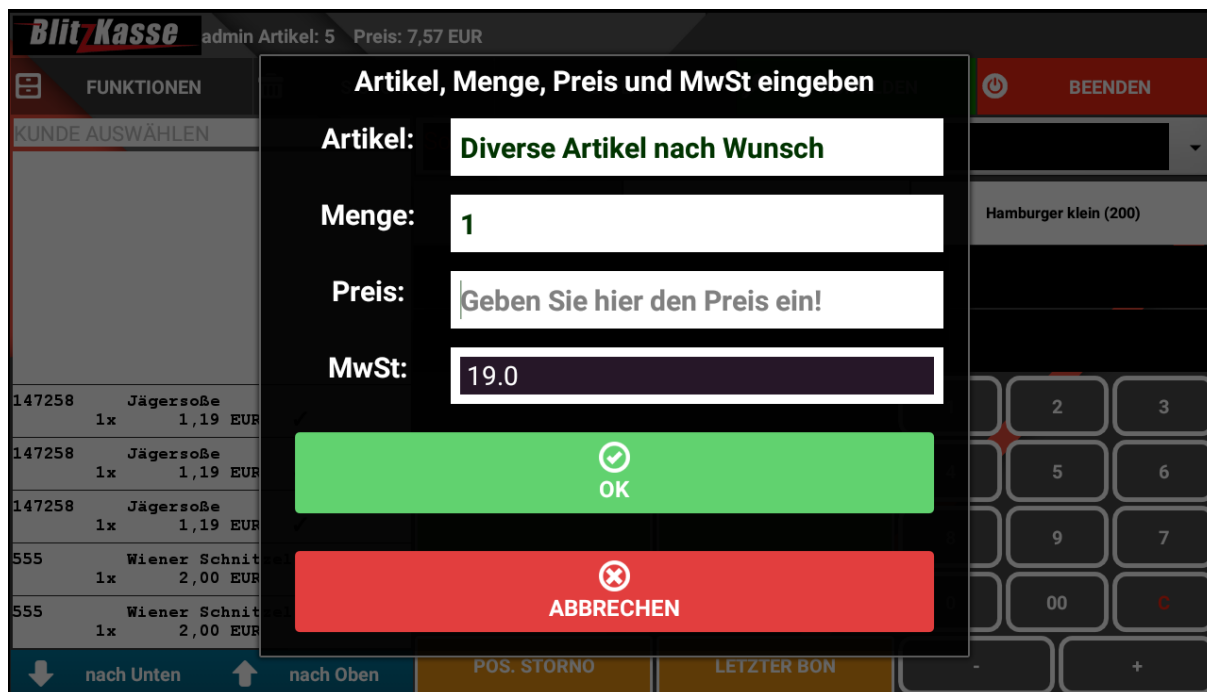 BlitzKasse admin Artikel: 5 Preis: 7,57 EUR
FUNKTIONEN
BEENDEN
KUNDE AUSWÄHLEN
Artikel, Menge, Preis und MwSt eingeben
Artikel: Diverse Artikel nach Wunsch
Menge: 1
Preis: Geben Sie hier den Preis ein!
MwSt: 19.0
OK
ABBRECHEN
Hamburger klein (200)
147258 Jägersoße
1x 1,19 EUR
147258 Jägersoße
1x 1,19 EUR
147258 Jägersoße
1x 1,19 EUR
555 Wiener Schnitzel
1x 2,00 EUR
555 Wiener Schnitzel
1x 2,00 EUR
nach Unten nach Oben
POS. STORNO LETZTER BON
2 3
5 6
9 7
00 C
- +